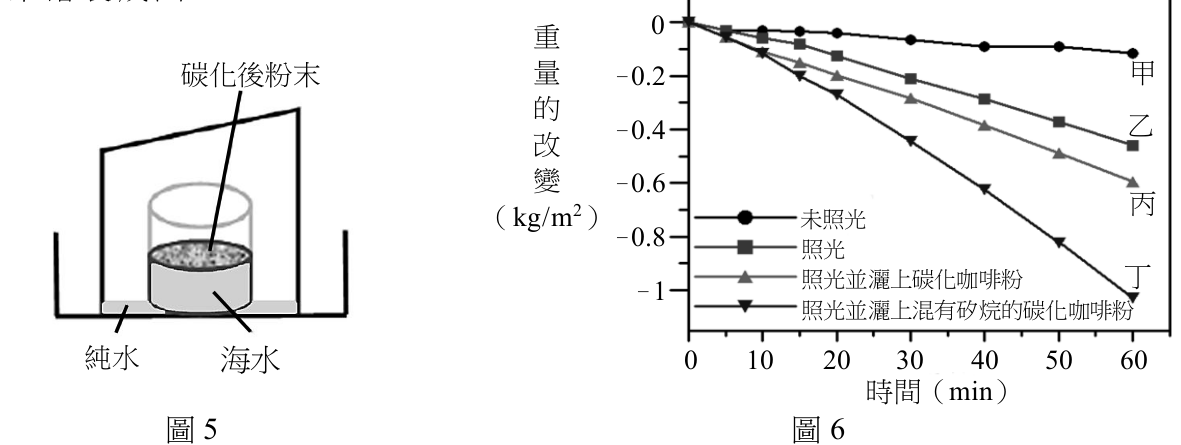 碳化後粉末
純水
海水
圖 5
重量的改變
（kg/m²）
0
-0.2
-0.4
-0.6
-0.8
-1
甲
乙
丙
丁
未照光
照光
照光並灑上碳化咖啡粉
照光並灑上混有矽烷的碳化咖啡粉
0 10 20 30 40 50 60
時間（min）
圖 6